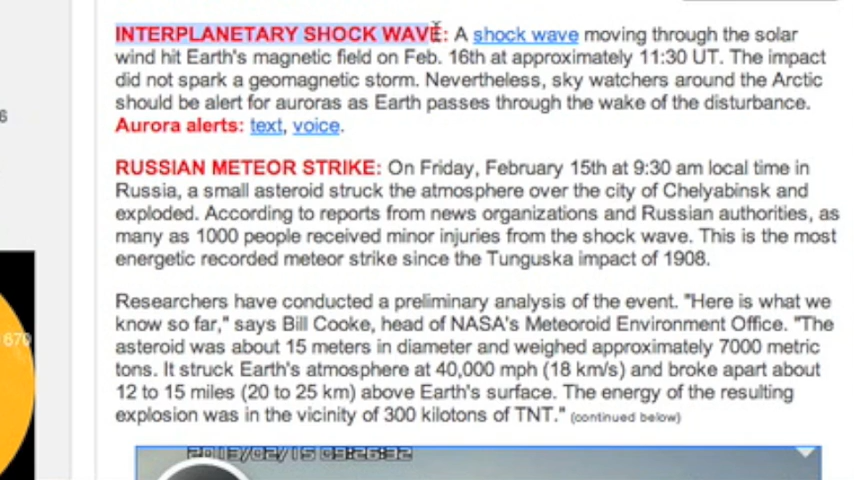 INTERPLANETARY SHOCK WAVE: A shock wave moving through the solar
wind hit Earth's magnetic field on Feb. 16th at approximately 11:30 UT. The impact
did not spark a geomagnetic storm. Nevertheless, sky watchers around the Arctic
should be alert for auroras as Earth passes through the wake of the disturbance.
Aurora alerts: text, voice.
RUSSIAN METEOR STRIKE: On Friday, February 15th at 9:30 am local time in
Russia, a small asteroid struck the atmosphere over the city of Chelyabinsk and
exploded. According to reports from news organizations and Russian authorities, as
many as 1000 people received minor injuries from the shock wave. This is the most
energetic recorded meteor strike since the Tunguska impact of 1908.
Researchers have conducted a preliminary analysis of the event. "Here is what we
know so far," says Bill Cooke, head of NASA's Meteoroid Environment Office. "The
asteroid was about 15 meters in diameter and weighed approximately 7000 metric
tons. It struck Earth's atmosphere at 40,000 mph (18 km/s) and broke apart about
12 to 15 miles (20 to 25 km) above Earth's surface. The energy of the resulting
explosion was in the vicinity of 300 kilotons of TNT." (continued below)
2013/02/15 09:26:32
6
1670